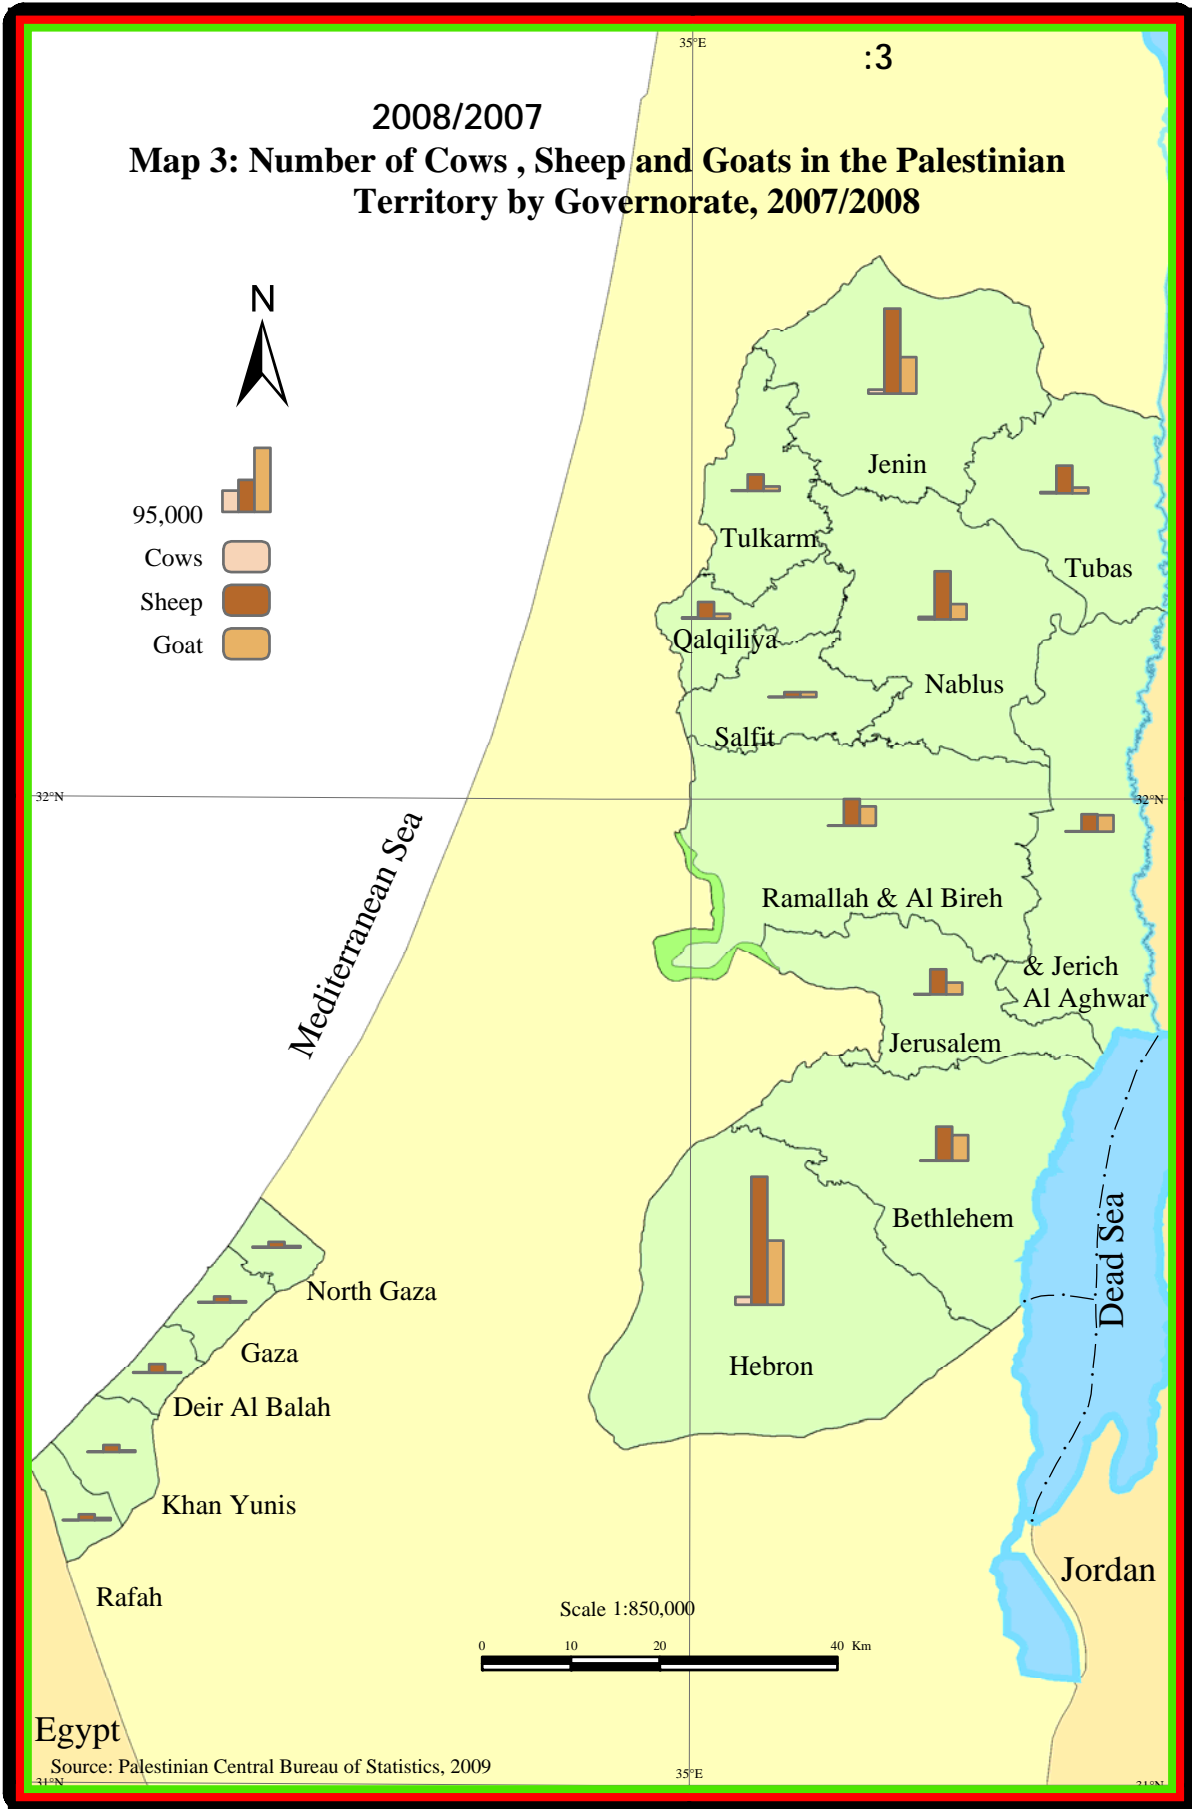 35°E
:3
2008/2007
Map 3: Number of Cows , Sheep and Goats in the Palestinian
Territory by Governorate, 2007/2008
N
95,000
Cows
Sheep
Goat
Jenin
Tulkarm
Tubas
Qalqiliya
Nablus
Salfit
32°N
32°N
Mediterranean Sea
Ramallah & Al Bireh
& Jerich
Al Aghwar
Jerusalem
Bethlehem
Dead Sea
North Gaza
Gaza
Hebron
Deir Al Balah
Khan Yunis
Rafah
Jordan
Scale 1:850,000
0 10 20 40 Km
Egypt
Source: Palestinian Central Bureau of Statistics, 2009
35°E
31°N
31°N